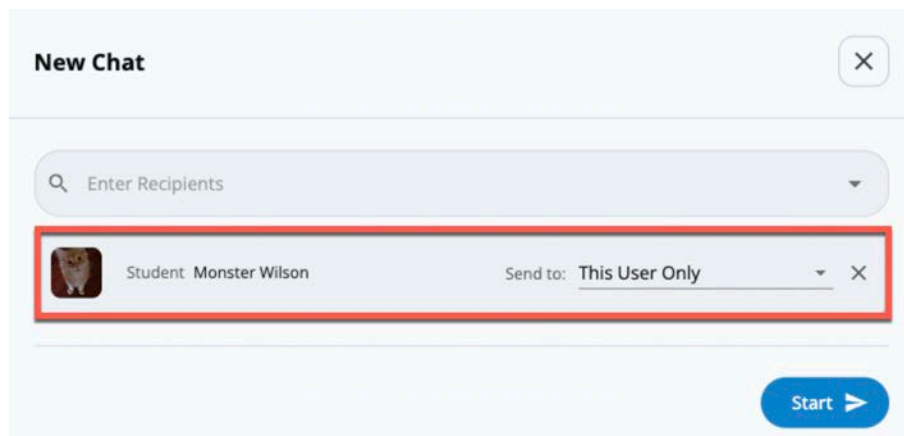 New Chat
Enter Recipients
Student Monster Wilson Send to: This User Only
Start